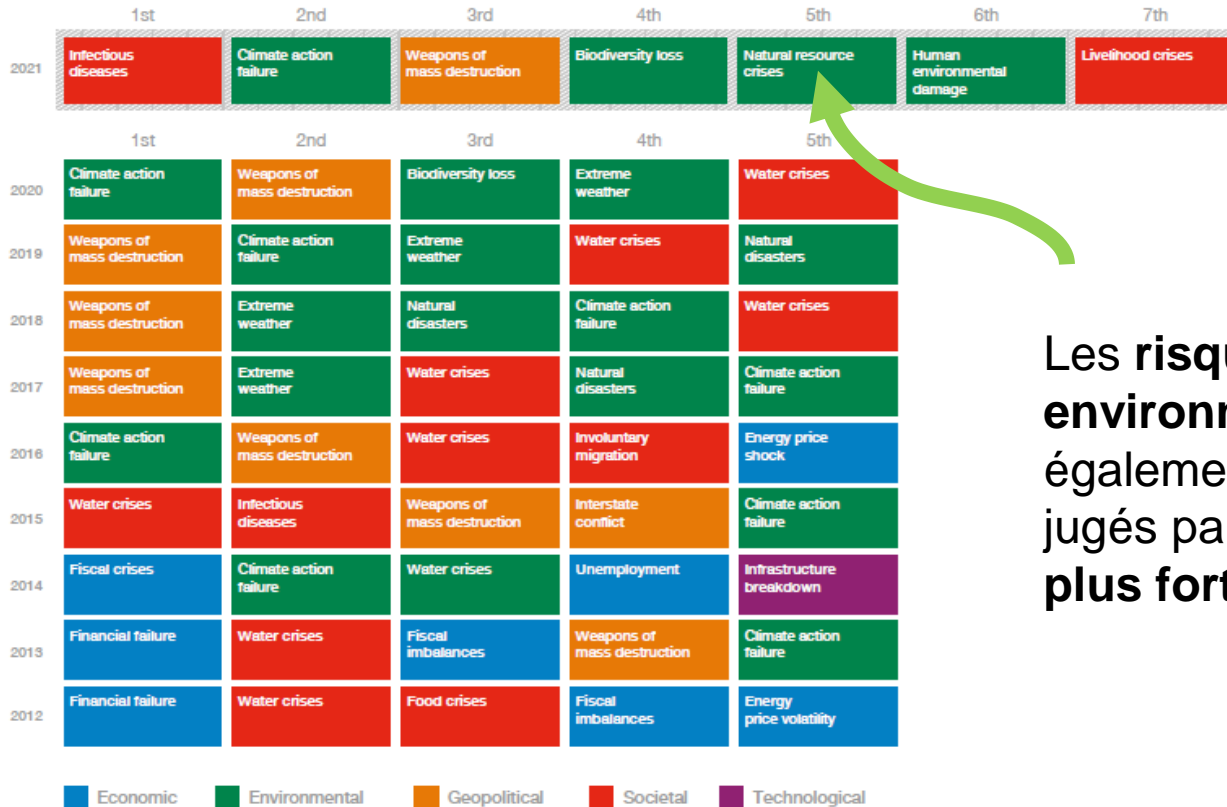 1st 2nd 3rd 4th 5th 6th 7th
2021
Infectious
diseases
Climate action
failure
Weapons of
mass destruction
Biodiversity loss
Natural resource
crises
Human
environmental
damage
Livelihood crises
1st 2nd 3rd 4th 5th
2020
Climate action
failure
Weapons of
mass destruction
Biodiversity loss
Extreme
weather
Water crises
2019
Weapons of
mass destruction
Climate action
failure
Extreme
weather
Water crises
Natural
disasters
2018
Weapons of
mass destruction
Extreme
weather
Natural
disasters
Climate action
failure
Water crises
2017
Weapons of
mass destruction
Extreme
weather
Water crises
Natural
disasters
Climate action
failure
2016
Climate action
failure
Weapons of
mass destruction
Water crises
Involuntary
migration
Energy price
shock
2015
Water crises
Infectious
diseases
Weapons of
mass destruction
Interstate
conflict
Climate action
failure
2014
Fiscal crises
Climate action
failure
Water crises
Unemployment
Infrastructure
breakdown
2013
Financial failure
Water crises
Fiscal
imbalances
Weapons of
mass destruction
Climate action
failure
2012
Financial failure
Water crises
Food crises
Fiscal
imbalances
Energy
price volatility
Economic Environmental Geopolitical Societal Technological
Les risqu
environn
égaleme
jugés pa
plus fort